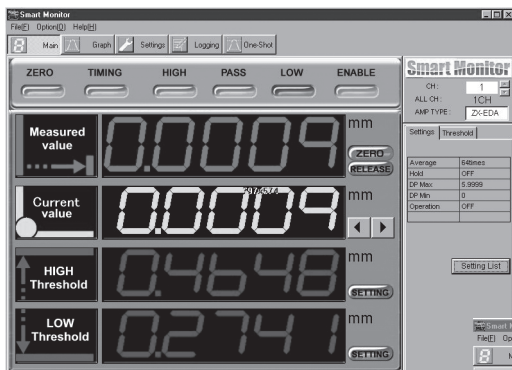 Smart Monitor
File(F) Option(O) Help(H)
Main Graph Settings Logging One-Shot
ZERO TIMING HIGH PASS LOW ENABLE
Measured value
0.0009 mm
ZERO
RELEASE
Current value
0.0009 mm
HIGH Threshold
0.4648 mm
SETTING
LOW Threshold
0.2741 mm
SETTING
Smart Monitor
CH: 1
ALL CH: 1CH
AMP TYPE: ZX-EDA
Settings Threshold
Average 64times
Hold OFF
DP Max 5.9999
DP Min 0
Operation OFF
Setting List
File(F)